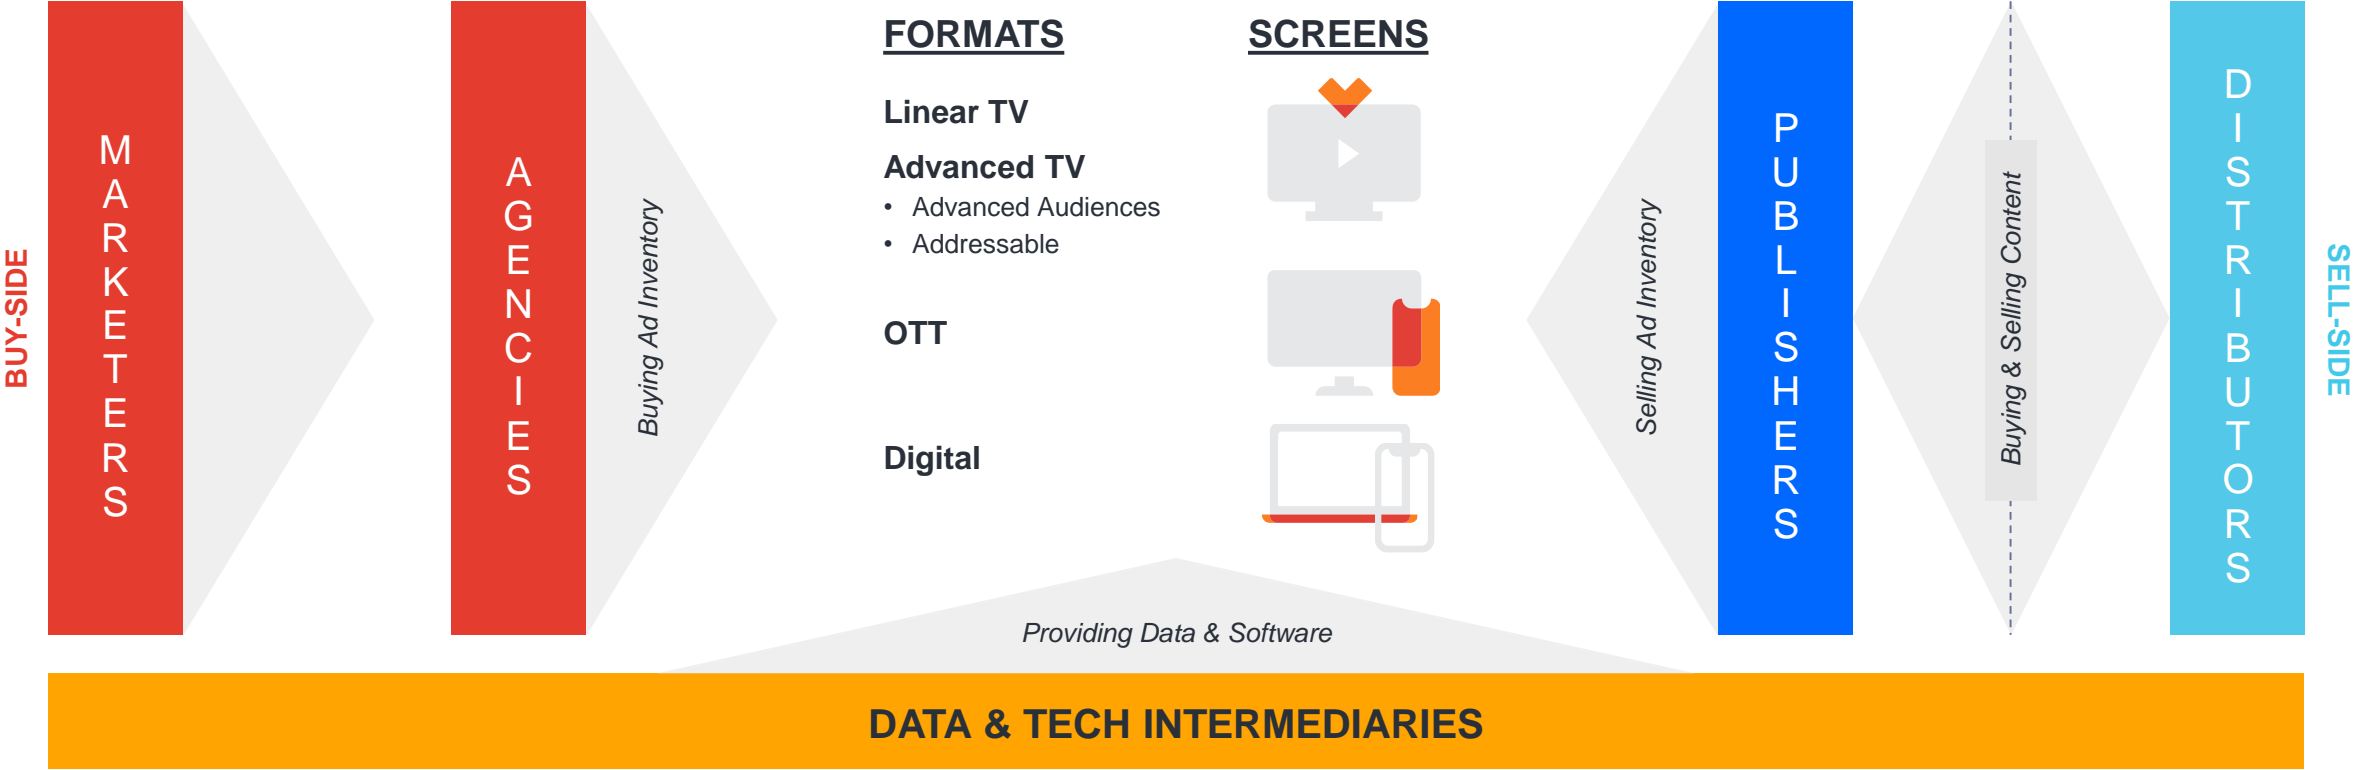 BUY-SIDE
MARKETERS
AGENCIES
Buying Ad Inventory
FORMATS
SCREENS
Linear TV
Advanced TV
• Advanced Audiences
• Addressable
OTT
Digital
Selling Ad Inventory
PUBLISHERS
Buying & Selling Content
DISTRIBUTORS
SELL-SIDE
Providing Data & Software
DATA & TECH INTERMEDIARIES